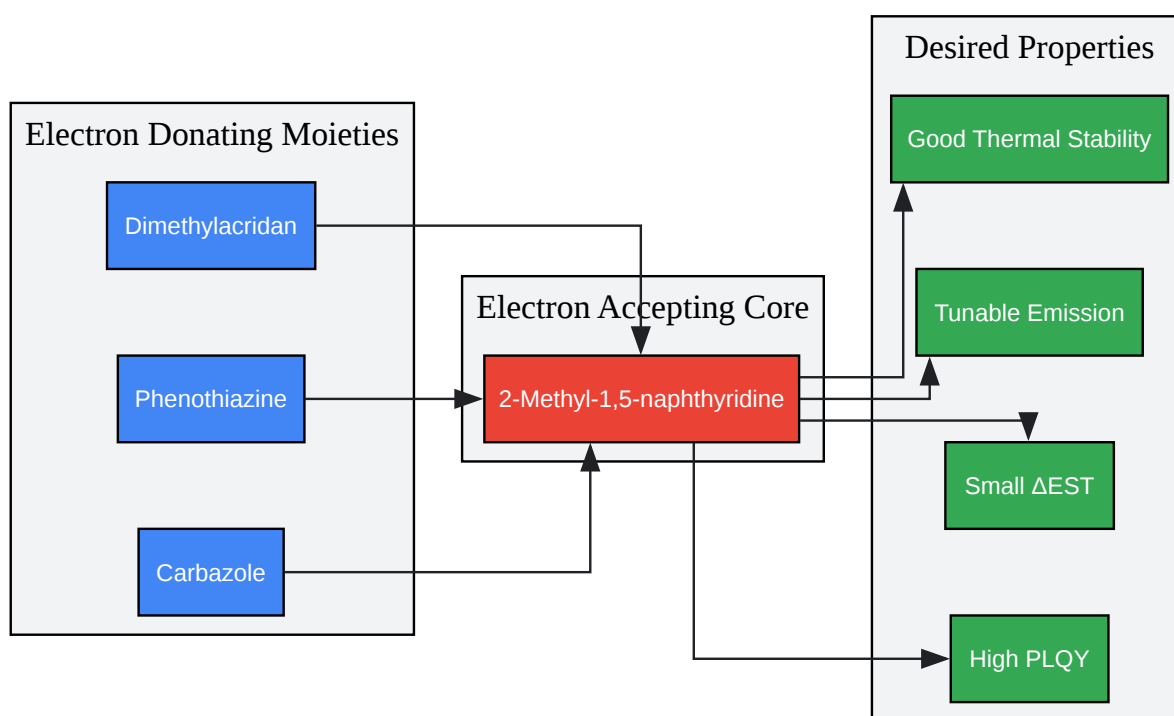 Desired Properties
Electron Donating Moieties
Good Thermal Stability
Dimethylacridan
Electron Accepting Core
Tunable Emission
Phenothiazine
2-Methyl-1,5-naphthyridine
Small ΔEST
Carbazole
High PLQY